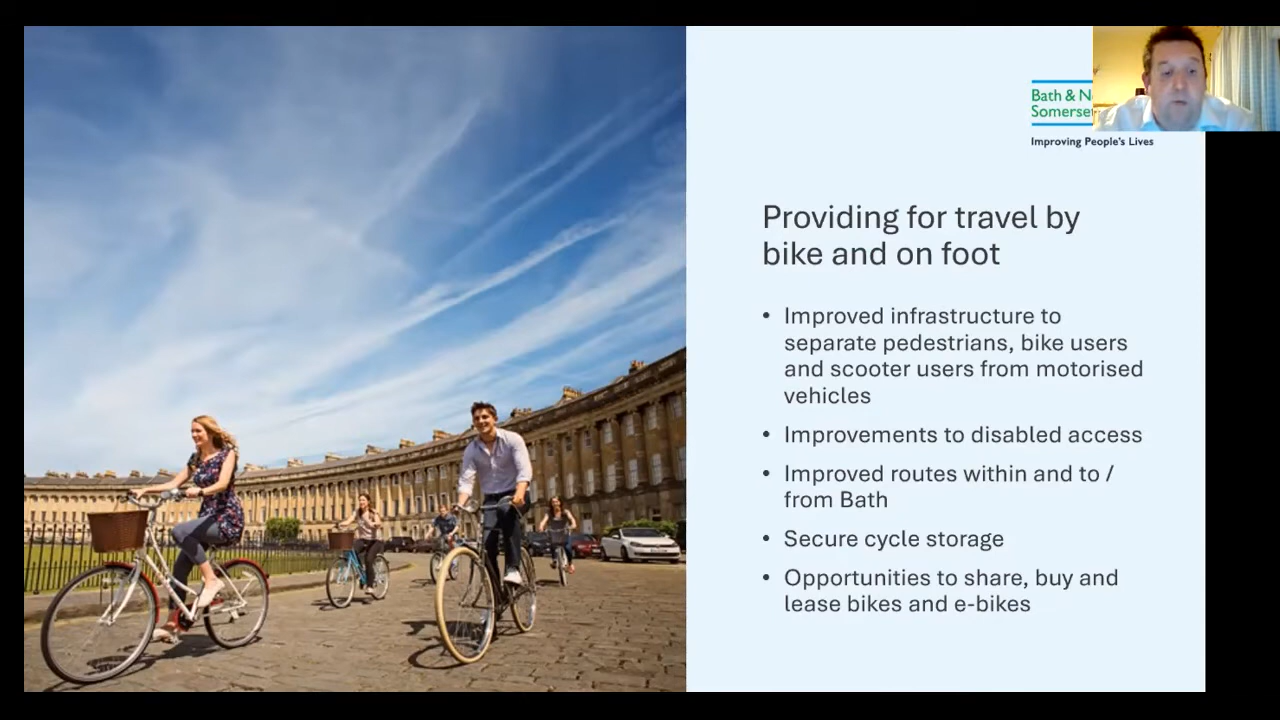 Bath & N
Somerse
Improving People's Lives
Providing for travel by
bike and on foot
• Improved infrastructure to
separate pedestrians, bike users
and scooter users from motorised
vehicles
• Improvements to disabled access
• Improved routes within and to /
from Bath
• Secure cycle storage
• Opportunities to share, buy and
lease bikes and e-bikes